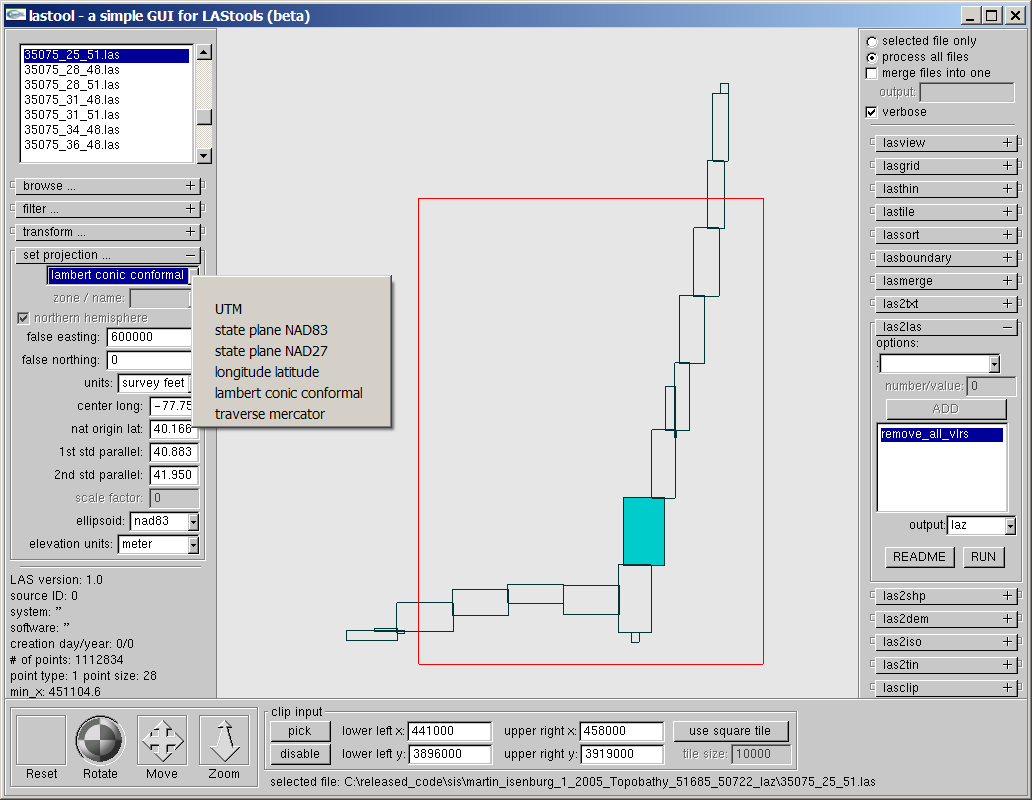 lastool - a simple GUI for LAStools (beta)
35075_25_51.las
35075_28_48.las
35075_28_51.las
35075_31_48.las
35075_31_51.las
35075_34_48.las
35075_36_48.las
browse ...
filter ...
transform ...
set projection ...
lambert conic conformal
zone / name:
northern hemisphere
false easting: 600000
false northing: 0
units: survey feet
center long: -77.75
nat origin lat: 40.166
1st std parallel: 40.883
2nd std parallel: 41.950
scale factor: 0
ellipsoid: nad83
elevation units: meter
LAS version: 1.0
source ID: 0
system: ''
software: ''
creation day/year: 0/0
# of points: 1112834
point type: 1 point size: 28
min_x: 451104.6
UTM
state plane NAD83
state plane NAD27
longitude latitude
lambert conic conformal
traverse mercator
selected file only
process all files
merge files into one
output:
verbose
lasview
lasgrid
lasthin
lastile
lassort
lasboundary
lasmerge
las2txt
las2las
options:
:
number/value: 0
ADD
remove_all_vlrs
output: laz
README RUN
las2shp
las2dem
las2iso
las2tin
lasclip
Reset Rotate Move Zoom
clip input
pick lower left x: 441000 upper right x: 458000 use square tile
disable lower left y: 3896000 upper right y: 3919000 tile size: 10000
selected file: C:\released_code\sis\martin_isenburg_1_2005_Topobathy_51685_50722_laz\35075_25_51.las